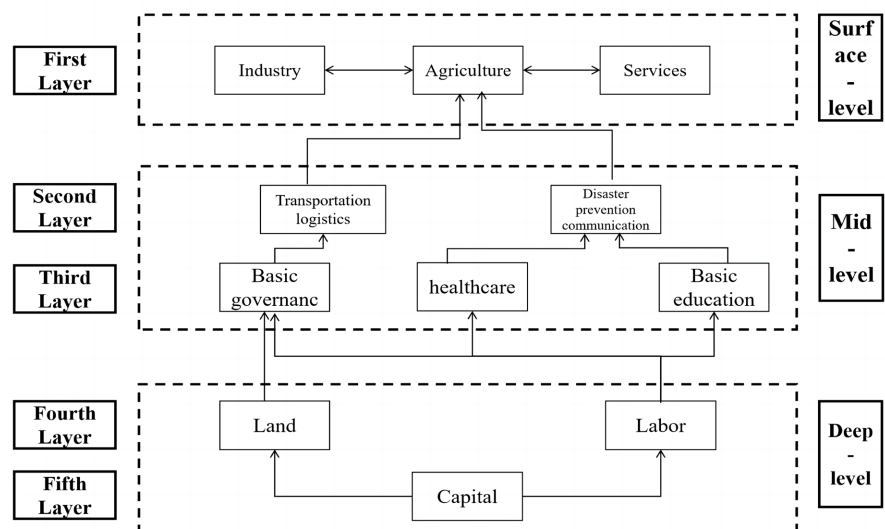 First
Layer
Industry
Agriculture
Services
Surf
ace
-
level
Second
Layer
Transportation
logistics
Disaster
prevention
communication
Mid
-
level
Third
Layer
Basic
governanc
healthcare
Basic
education
Fourth
Layer
Land
Labor
Deep
-
level
Fifth
Layer
Capital